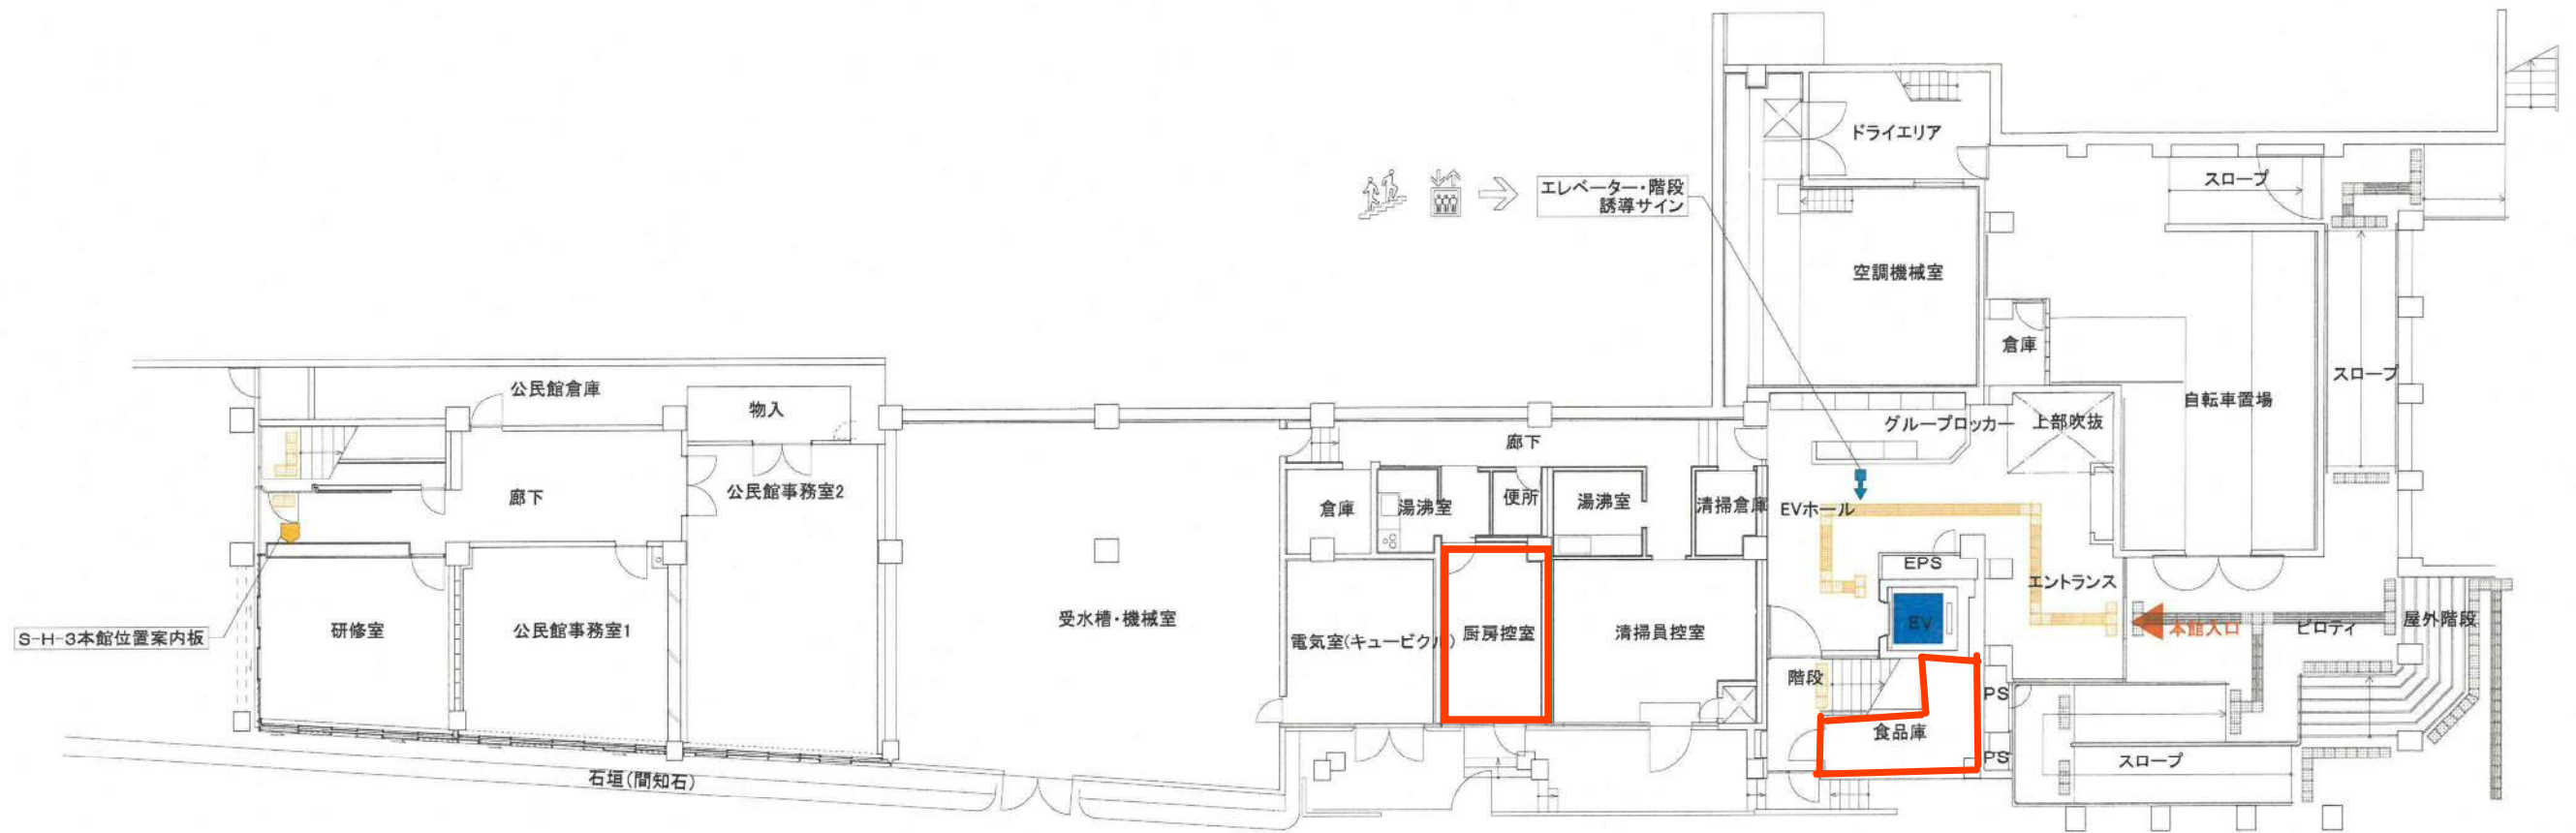 ドライエリア
スロープ
エレベーター・階段
誘導サイン
空調機械室
倉庫
スロープ
自転車置場
公民館倉庫
物入
グループロッカー
上部吹抜
廊下
廊下
公民館事務室2
倉庫
湯沸室
便所
湯沸室
清掃倉庫
EVホール
EPS
エントランス
S-H-3本館位置案内板
研修室
公民館事務室1
受水槽・機械室
電気室(キュービクル)
厨房控室
清掃員控室
EV
本館入口
ピロティ
屋外階段
階段
PS
食品庫
PS
スロープ
石垣(間知石)